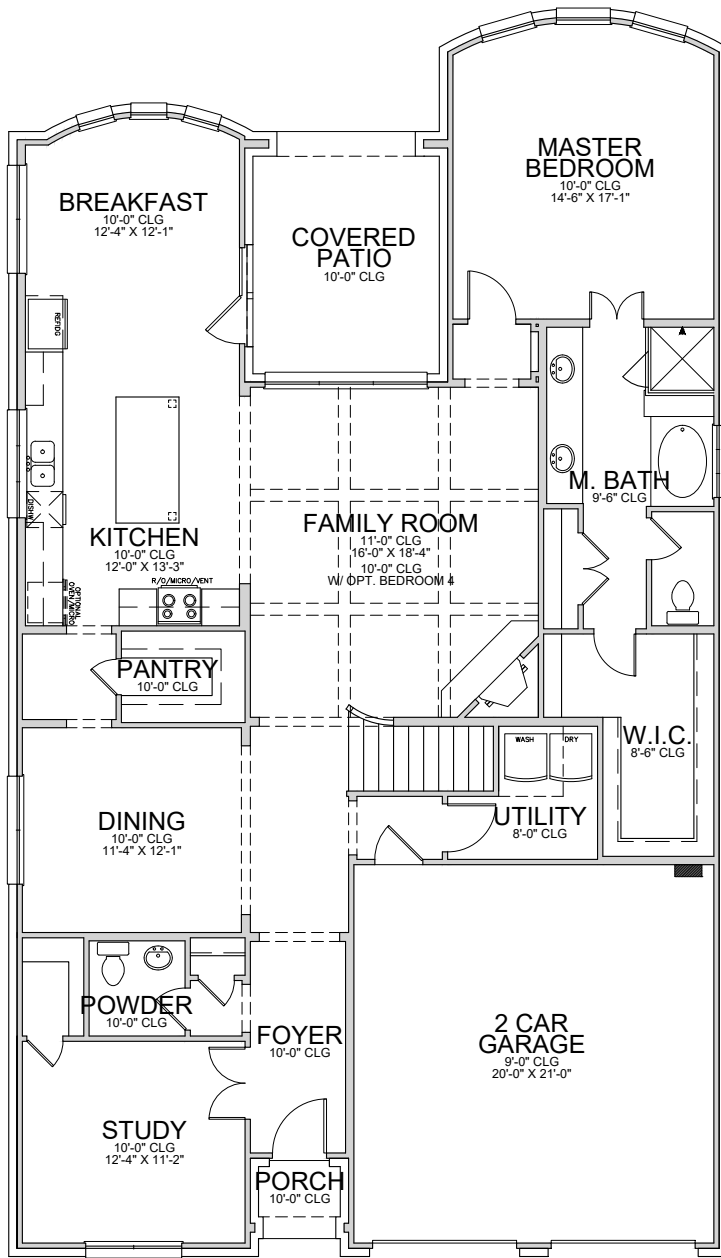 MASTER
BEDROOM
10'-0" CLG
14'-6" X 17'-1"
BREAKFAST
10'-0" CLG
12'-4" X 12'-1"
COVERED
PATIO
10'-0" CLG
REFIDG
M. BATH
9'-6" CLG
DISHW
KITCHEN
10'-0" CLG
12'-0" X 13'-3"
FAMILY ROOM
11'-0" CLG
16'-0" X 18'-4"
10'-0" CLG
W/ OPT. BEDROOM 4
R/O/MICRO/VENT
OPTIONAL
OVEN/MICRO
PANTRY
10'-0" CLG
W.I.C.
8'-6" CLG
WASH
DRY
UTILITY
8'-0" CLG
DINING
10'-0" CLG
11'-4" X 12'-1"
POWDER
10'-0" CLG
FOYER
10'-0" CLG
2 CAR
GARAGE
9'-0" CLG
20'-0" X 21'-0"
STUDY
10'-0" CLG
12'-4" X 11'-2"
PORCH
10'-0" CLG